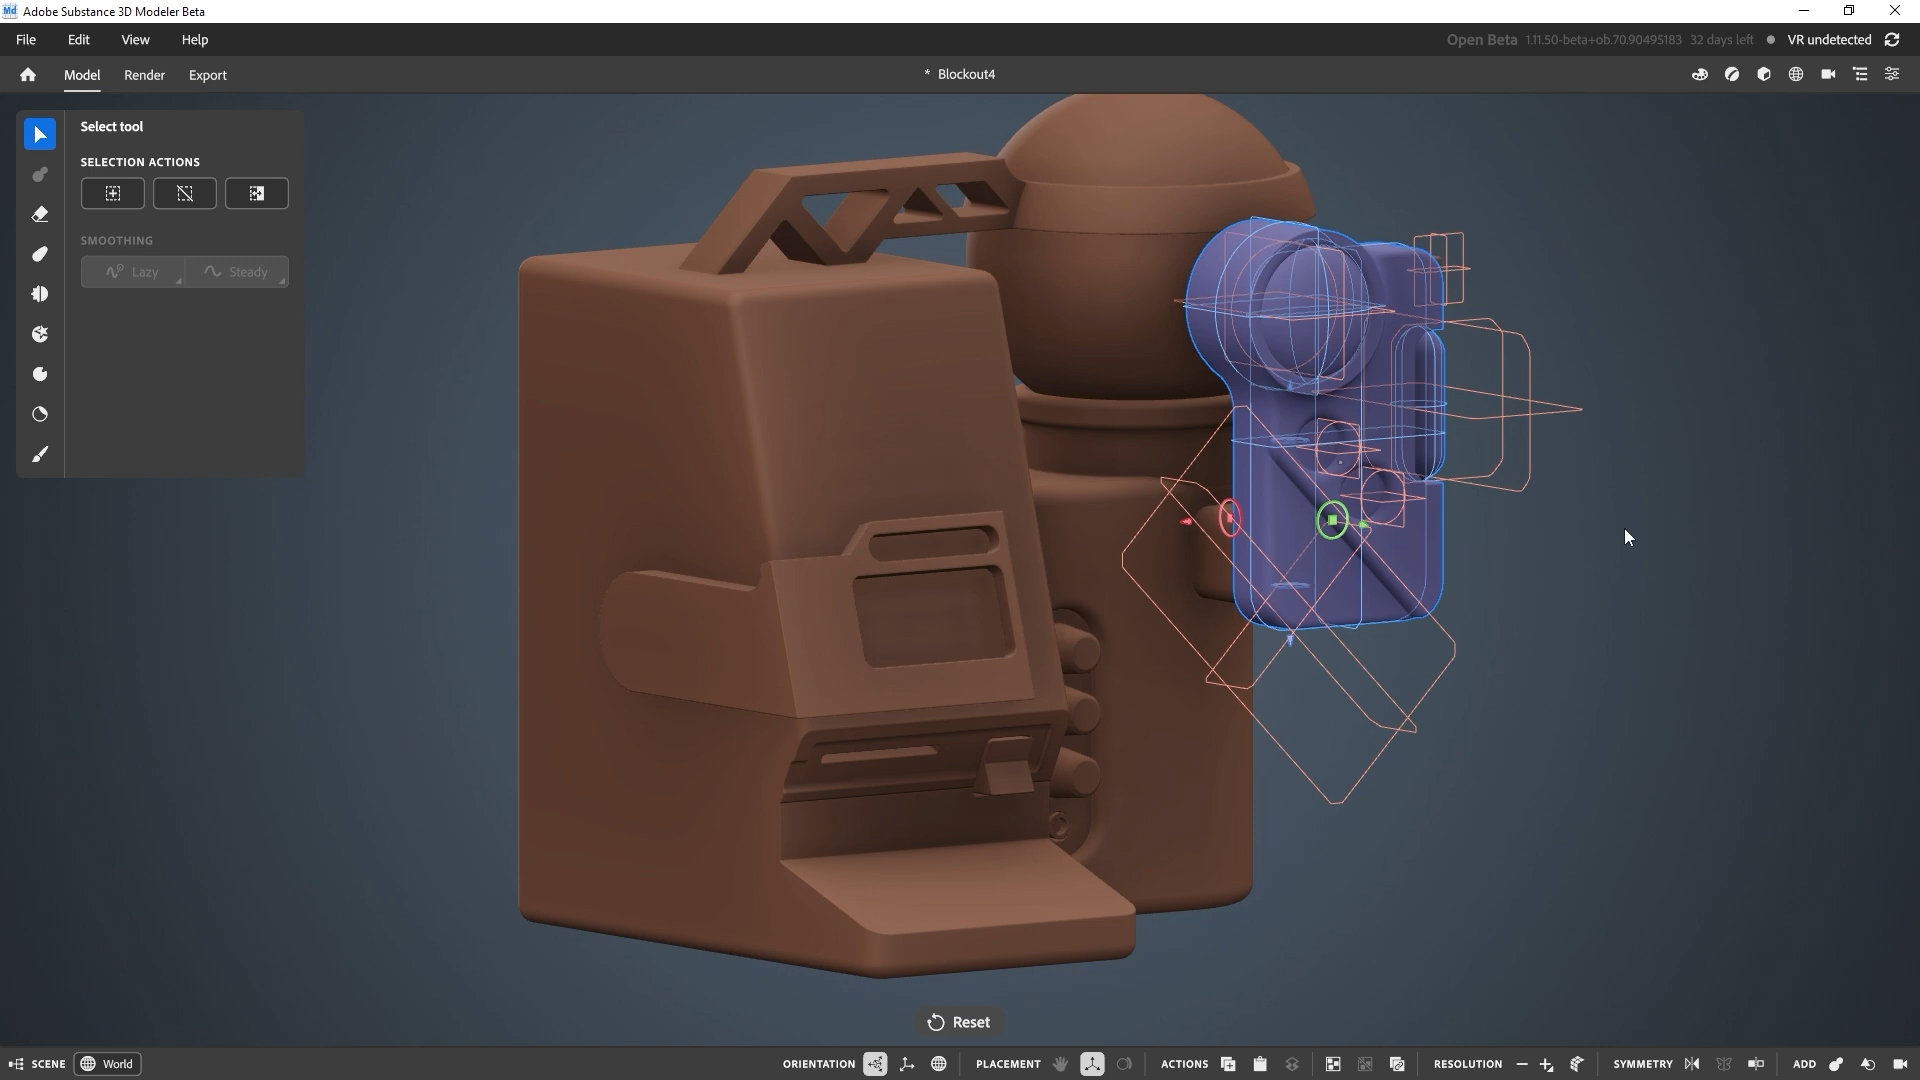 Md Adobe Substance 3D Modeler Beta
File Edit View Help
Open Beta 1.11.50-beta+ob.70.90495183 32 days left VR undetected
Model Render Export
* Blockout4
Select tool
SELECTION ACTIONS
SMOOTHING
Lazy Steady
Reset
SCENE World ORIENTATION PLACEMENT ACTIONS RESOLUTION SYMMETRY ADD